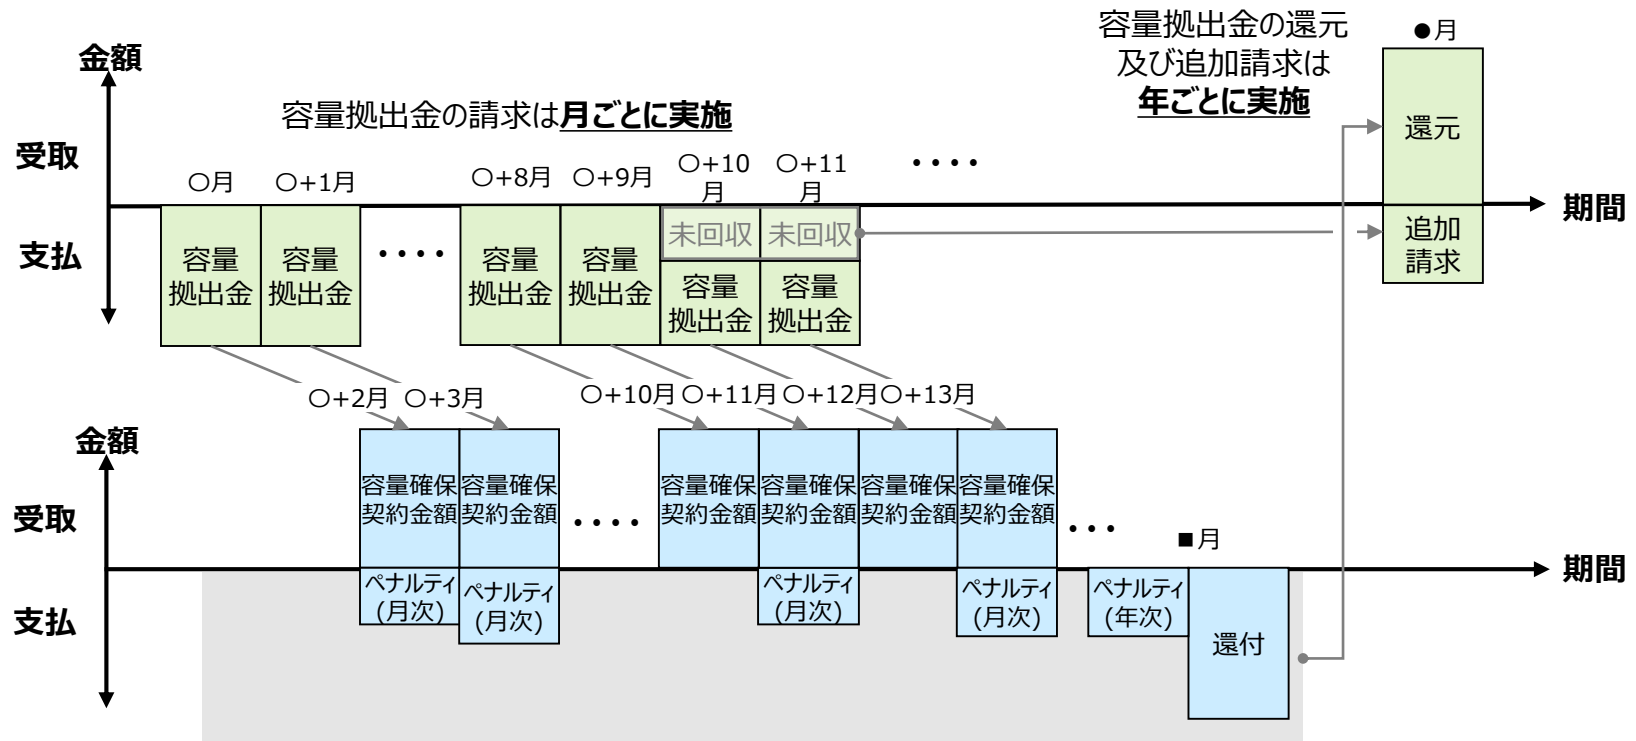 容量拠出金の還元
及び追加請求は
年ごとに実施
●月
金額
容量拠出金の請求は月ごとに実施
還元
受取
〇月
〇+1月
〇+8月
〇+9月
〇+10
月
〇+11
月
・・・・
期間
支払
容量
拠出金
容量
拠出金
・・・・
容量
拠出金
容量
拠出金
未回収
未回収
容量
拠出金
容量
拠出金
追加
請求
〇+2月
〇+3月
〇+10月
〇+11月
〇+12月
〇+13月
金額
受取
容量確保
契約金額
容量確保
契約金額
・・・・
容量確保
契約金額
容量確保
契約金額
容量確保
契約金額
容量確保
契約金額
・・・
■月
期間
支払
ペナルティ
(月次)
ペナルティ
(月次)
ペナルティ
(月次)
ペナルティ
(月次)
ペナルティ
(年次)
還付